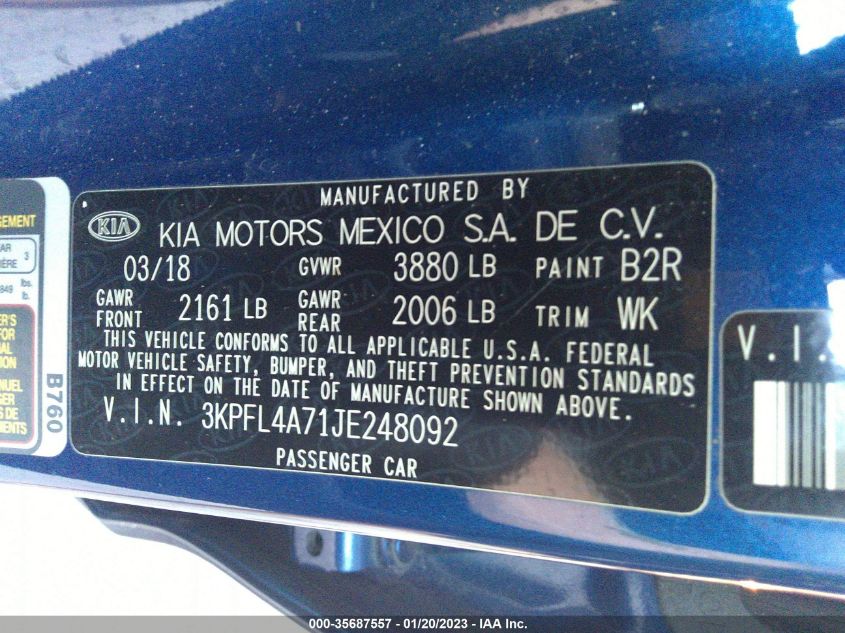 MANUFACTURED BY
KIA KIA MOTORS MEXICO S.A. DE C.V.
03/18 GVWR 3880 LB PAINT B2R
GAWR FRONT 2161 LB GAWR REAR 2006 LB TRIM WK
THIS VEHICLE CONFORMS TO ALL APPLICABLE U.S.A. FEDERAL
MOTOR VEHICLE SAFETY, BUMPER, AND THEFT PREVENTION STANDARDS
IN EFFECT ON THE DATE OF MANUFACTURE SHOWN ABOVE.
V.I.N. 3KPFL4A71JE248092
PASSENGER CAR
B760
V.I.
000-35687557 — 01/20/2023 — IAA Inc.